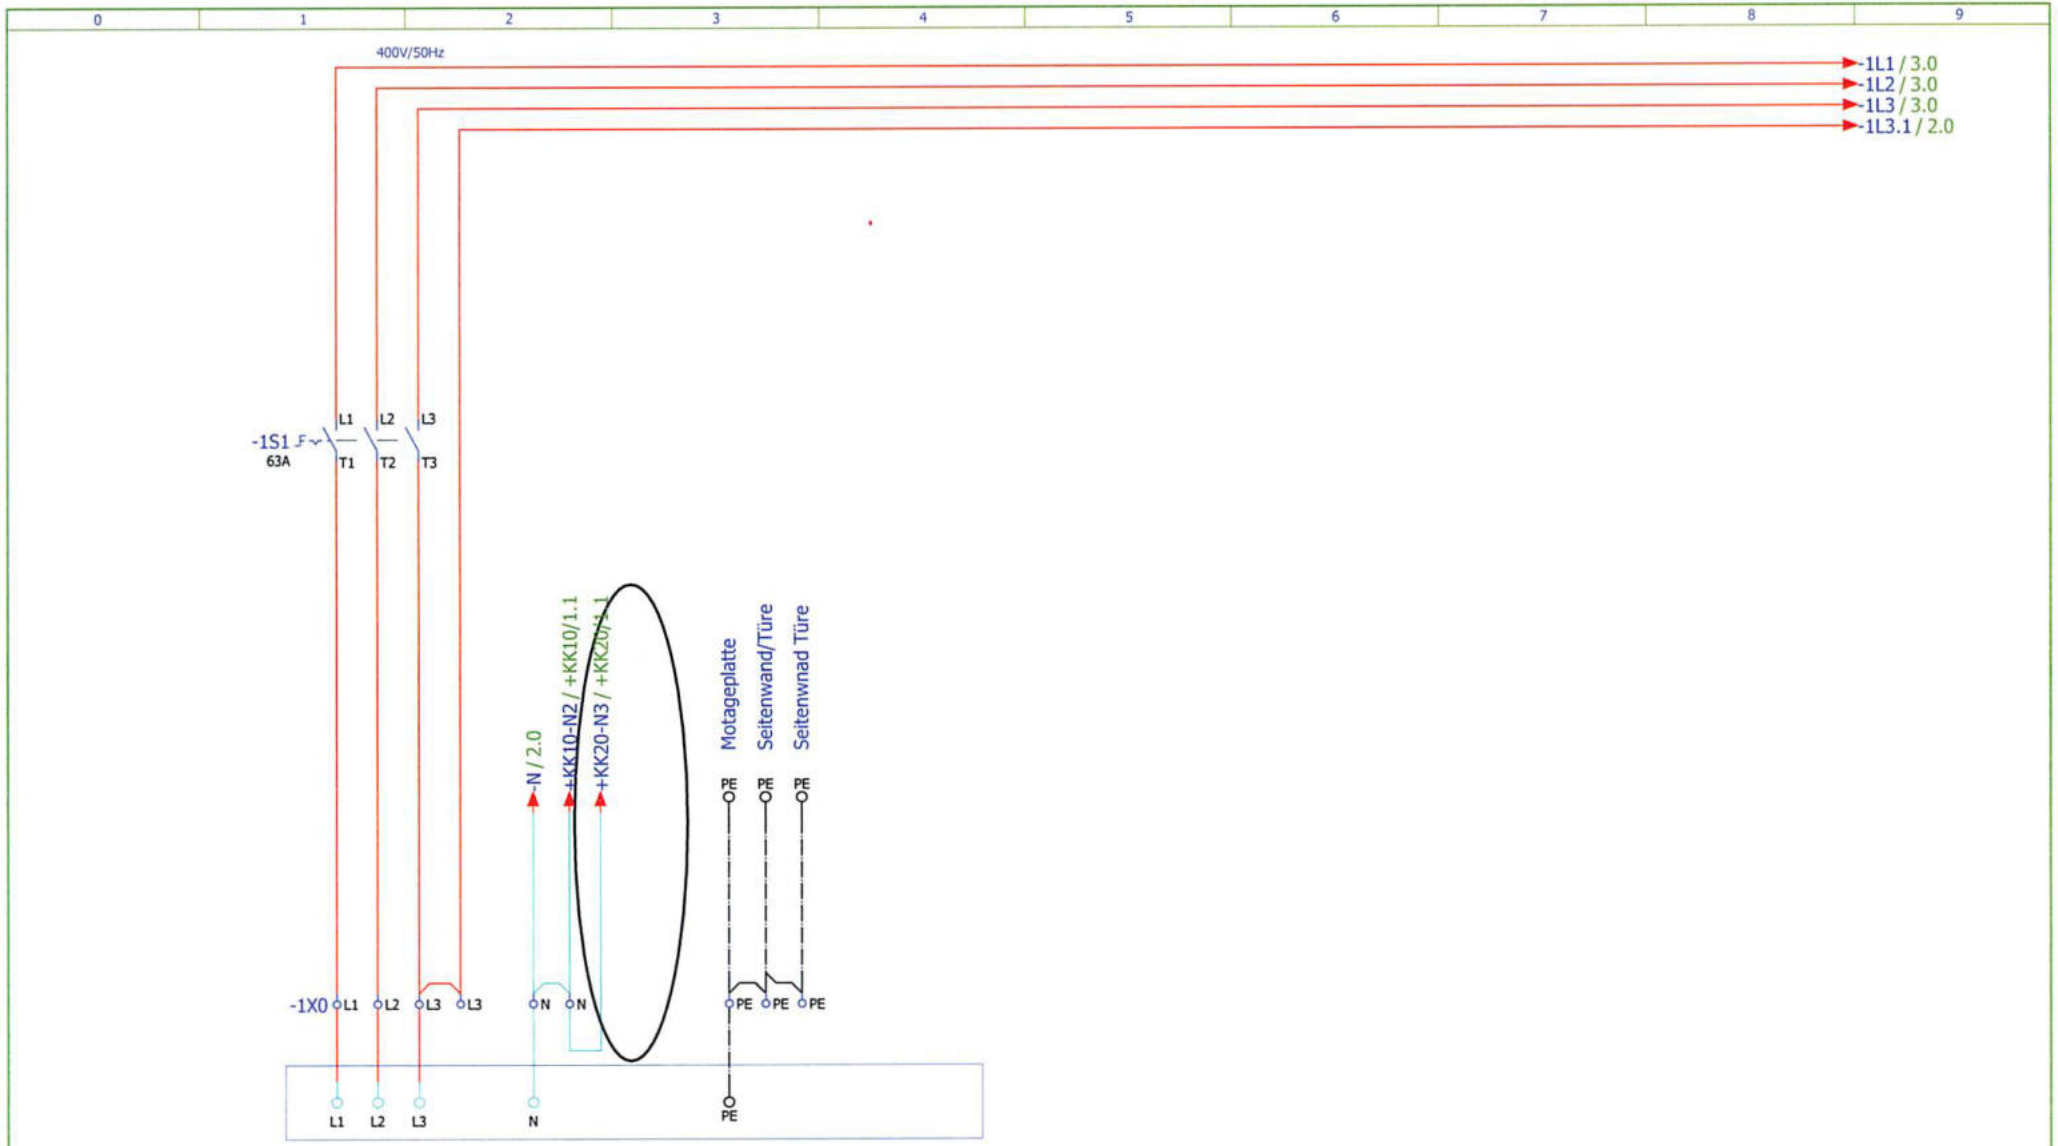 0 1 2 3 4 5 6 7 8 9
400V/50Hz
-1L1 / 3.0
-1L2 / 3.0
-1L3 / 3.0
-1L3.1 / 2.0
L1 L2 L3
-1S1
63A
T1 T2 T3
-N / 2.0
+KK10-N2 / +KK10/1.1
+KK20-N3 / +KK20/1.1
Motageplatte
Seitenwand/Türe
Seitenwnad Türe
PE PE PE
-1X0 L1 L2 L3 L3 N N PE PE PE
L1 L2 L3 N PE